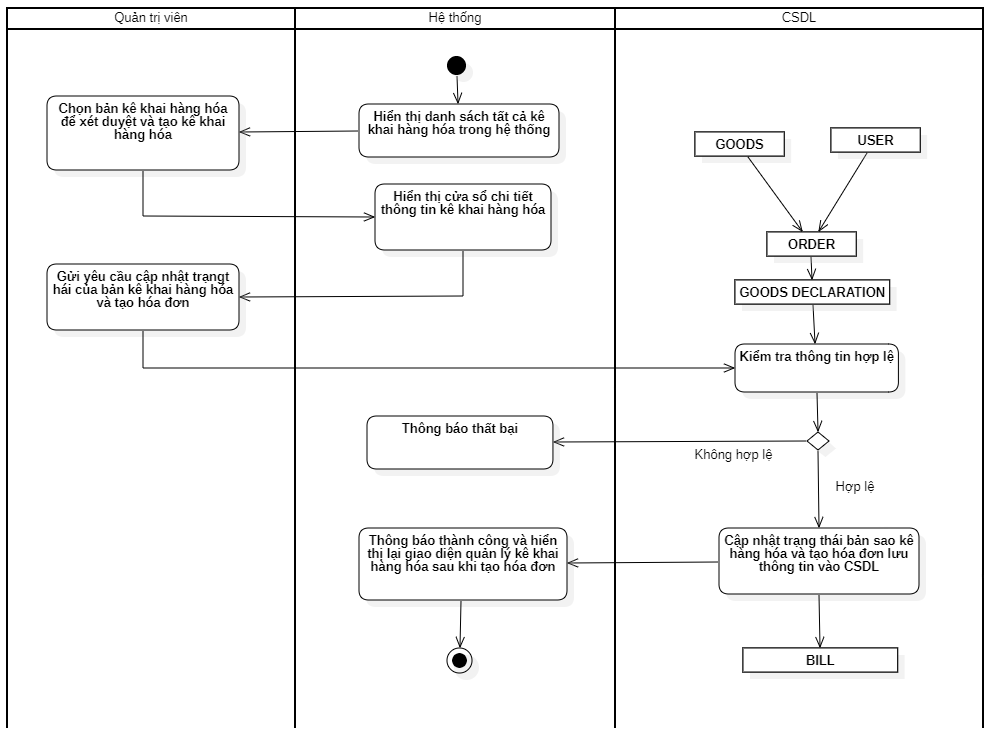 Quản trị viên
Hệ thống
CSDL
Chọn bản kê khai hàng hóa
để xét duyệt và tạo kê khai
hàng hóa
Hiển thị danh sách tất cả kê
khai hàng hóa trong hệ thống
GOODS
USER
Hiển thị cửa sổ chi tiết
thông tin kê khai hàng hóa
ORDER
Gửi yêu cầu cập nhật trạngt
hái của bản kê khai hàng hóa
và tạo hóa đơn
GOODS DECLARATION
Kiểm tra thông tin hợp lệ
Thông báo thất bại
Không hợp lệ
Hợp lệ
Thông báo thành công và hiển
thị lại giao diện quản lý kê khai
hàng hóa sau khi tạo hóa đơn
Cập nhật trạng thái bản sao kê
hàng hóa và tạo hóa đơn lưu
thông tin vào CSDL
BILL